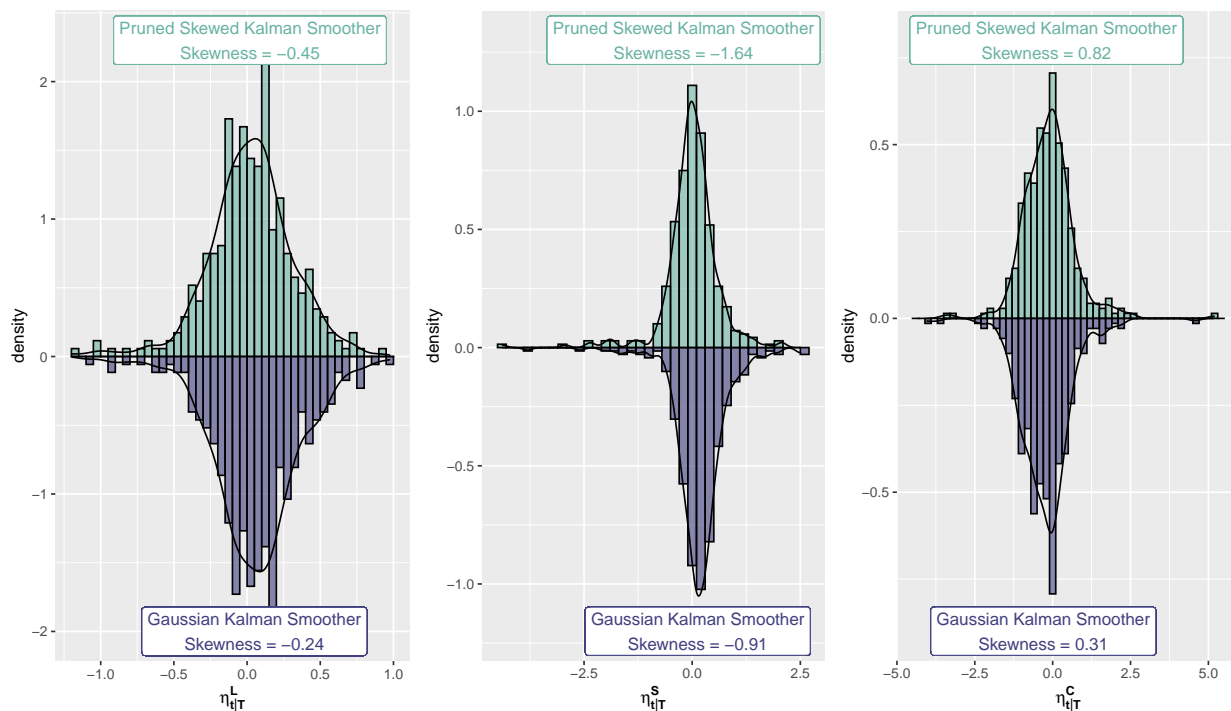 Pruned Skewed Kalman Smoother
Skewness = −0.45
density
2
1
0
−1
−2
Gaussian Kalman Smoother
Skewness = −0.24
−1.0 −0.5 0.0 0.5 1.0
η^L_t|T
Pruned Skewed Kalman Smoother
Skewness = −1.64
density
1.0
0.5
0.0
−0.5
−1.0
Gaussian Kalman Smoother
Skewness = −0.91
−2.5 0.0 2.5
η^S_t|T
Pruned Skewed Kalman Smoother
Skewness = 0.82
density
0.5
0.0
−0.5
Gaussian Kalman Smoother
Skewness = 0.31
−5.0 −2.5 0.0 2.5 5.0
η^C_t|T